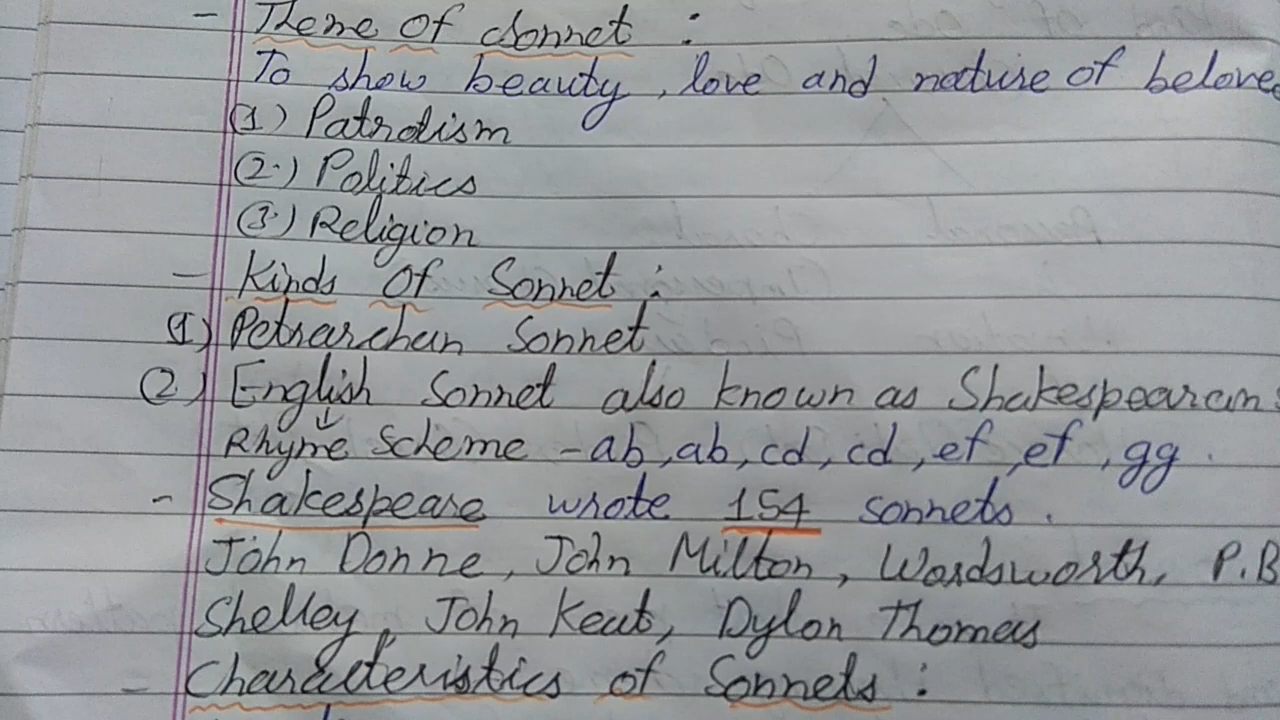 - Theme of Sonnet :
To show beauty, love and nature of belove
(1) Patrotism
(2.) Politics
(3.) Religion
- Kinds Of Sonnet :
(1) Petrarchan Sonnet
(2) English Sonnet also known as Shakespearean
Rhyme Scheme - ab, ab, cd, cd, ef, ef, gg.
- Shakespeare wrote 154 sonnets.
John Donne, John Milton, Wordsworth, P.B
Shelley, John Keat, Dylon Thomas
- Characteristics of Sonnets :